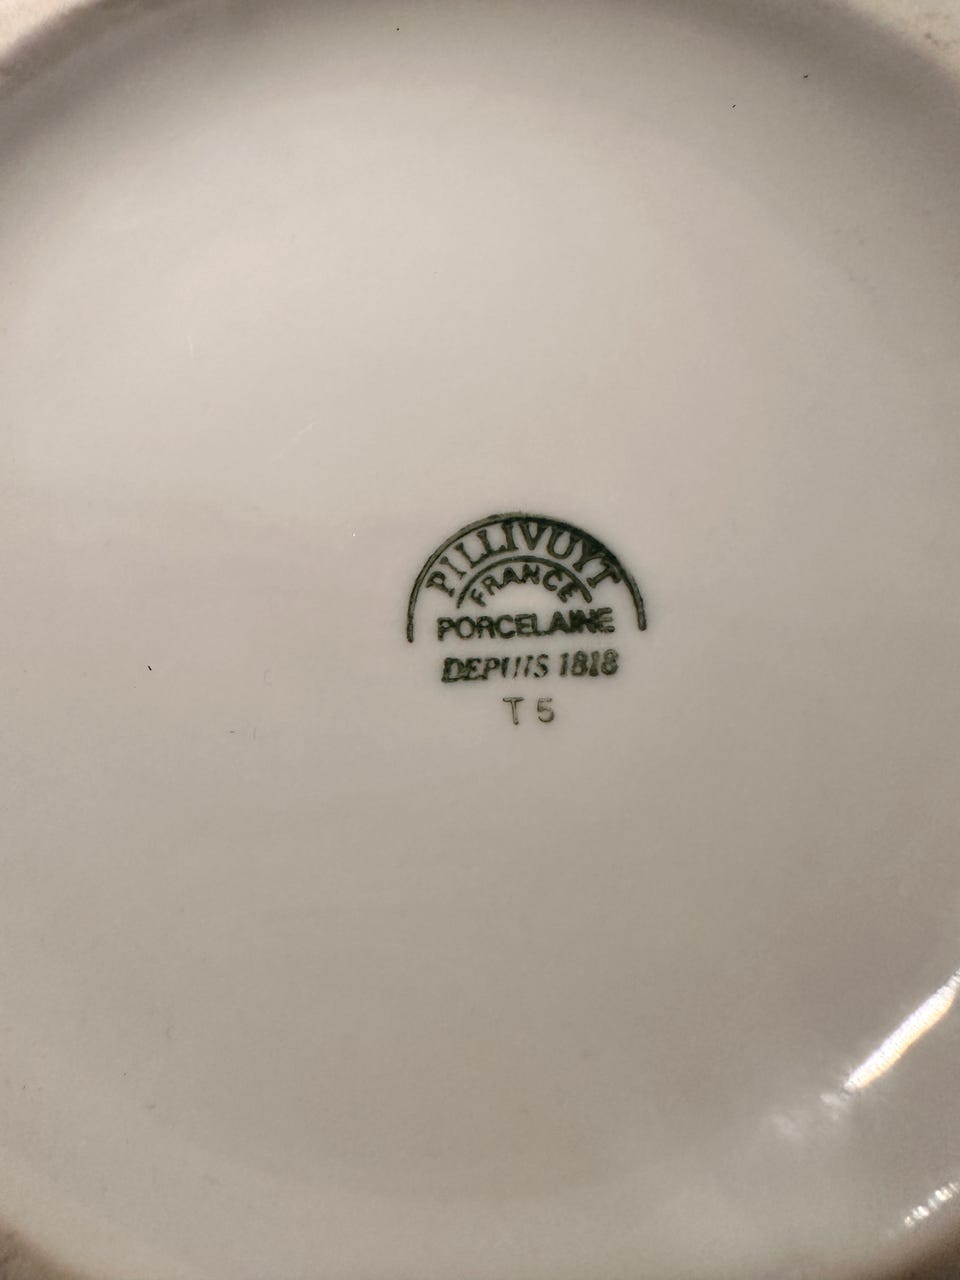 PILLIVUYT
FRANCE
PORCELAINE
DEPUIS 1818
T 5